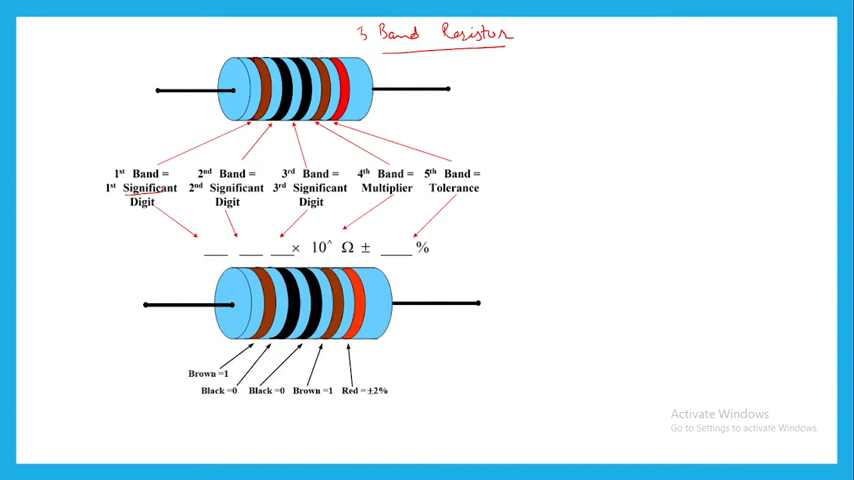 3 Band Resistor
1st Band = 2nd Band = 3rd Band = 4th Band = 5th Band =
1st Significant 2nd Significant 3rd Significant Multiplier Tolerance
Digit Digit Digit
___ ___ ___× 10^ Ω ± ____ %
Brown =1
Black =0 Black =0 Brown =1 Red =±2%
Activate Windows
Go to Settings to activate Windows.